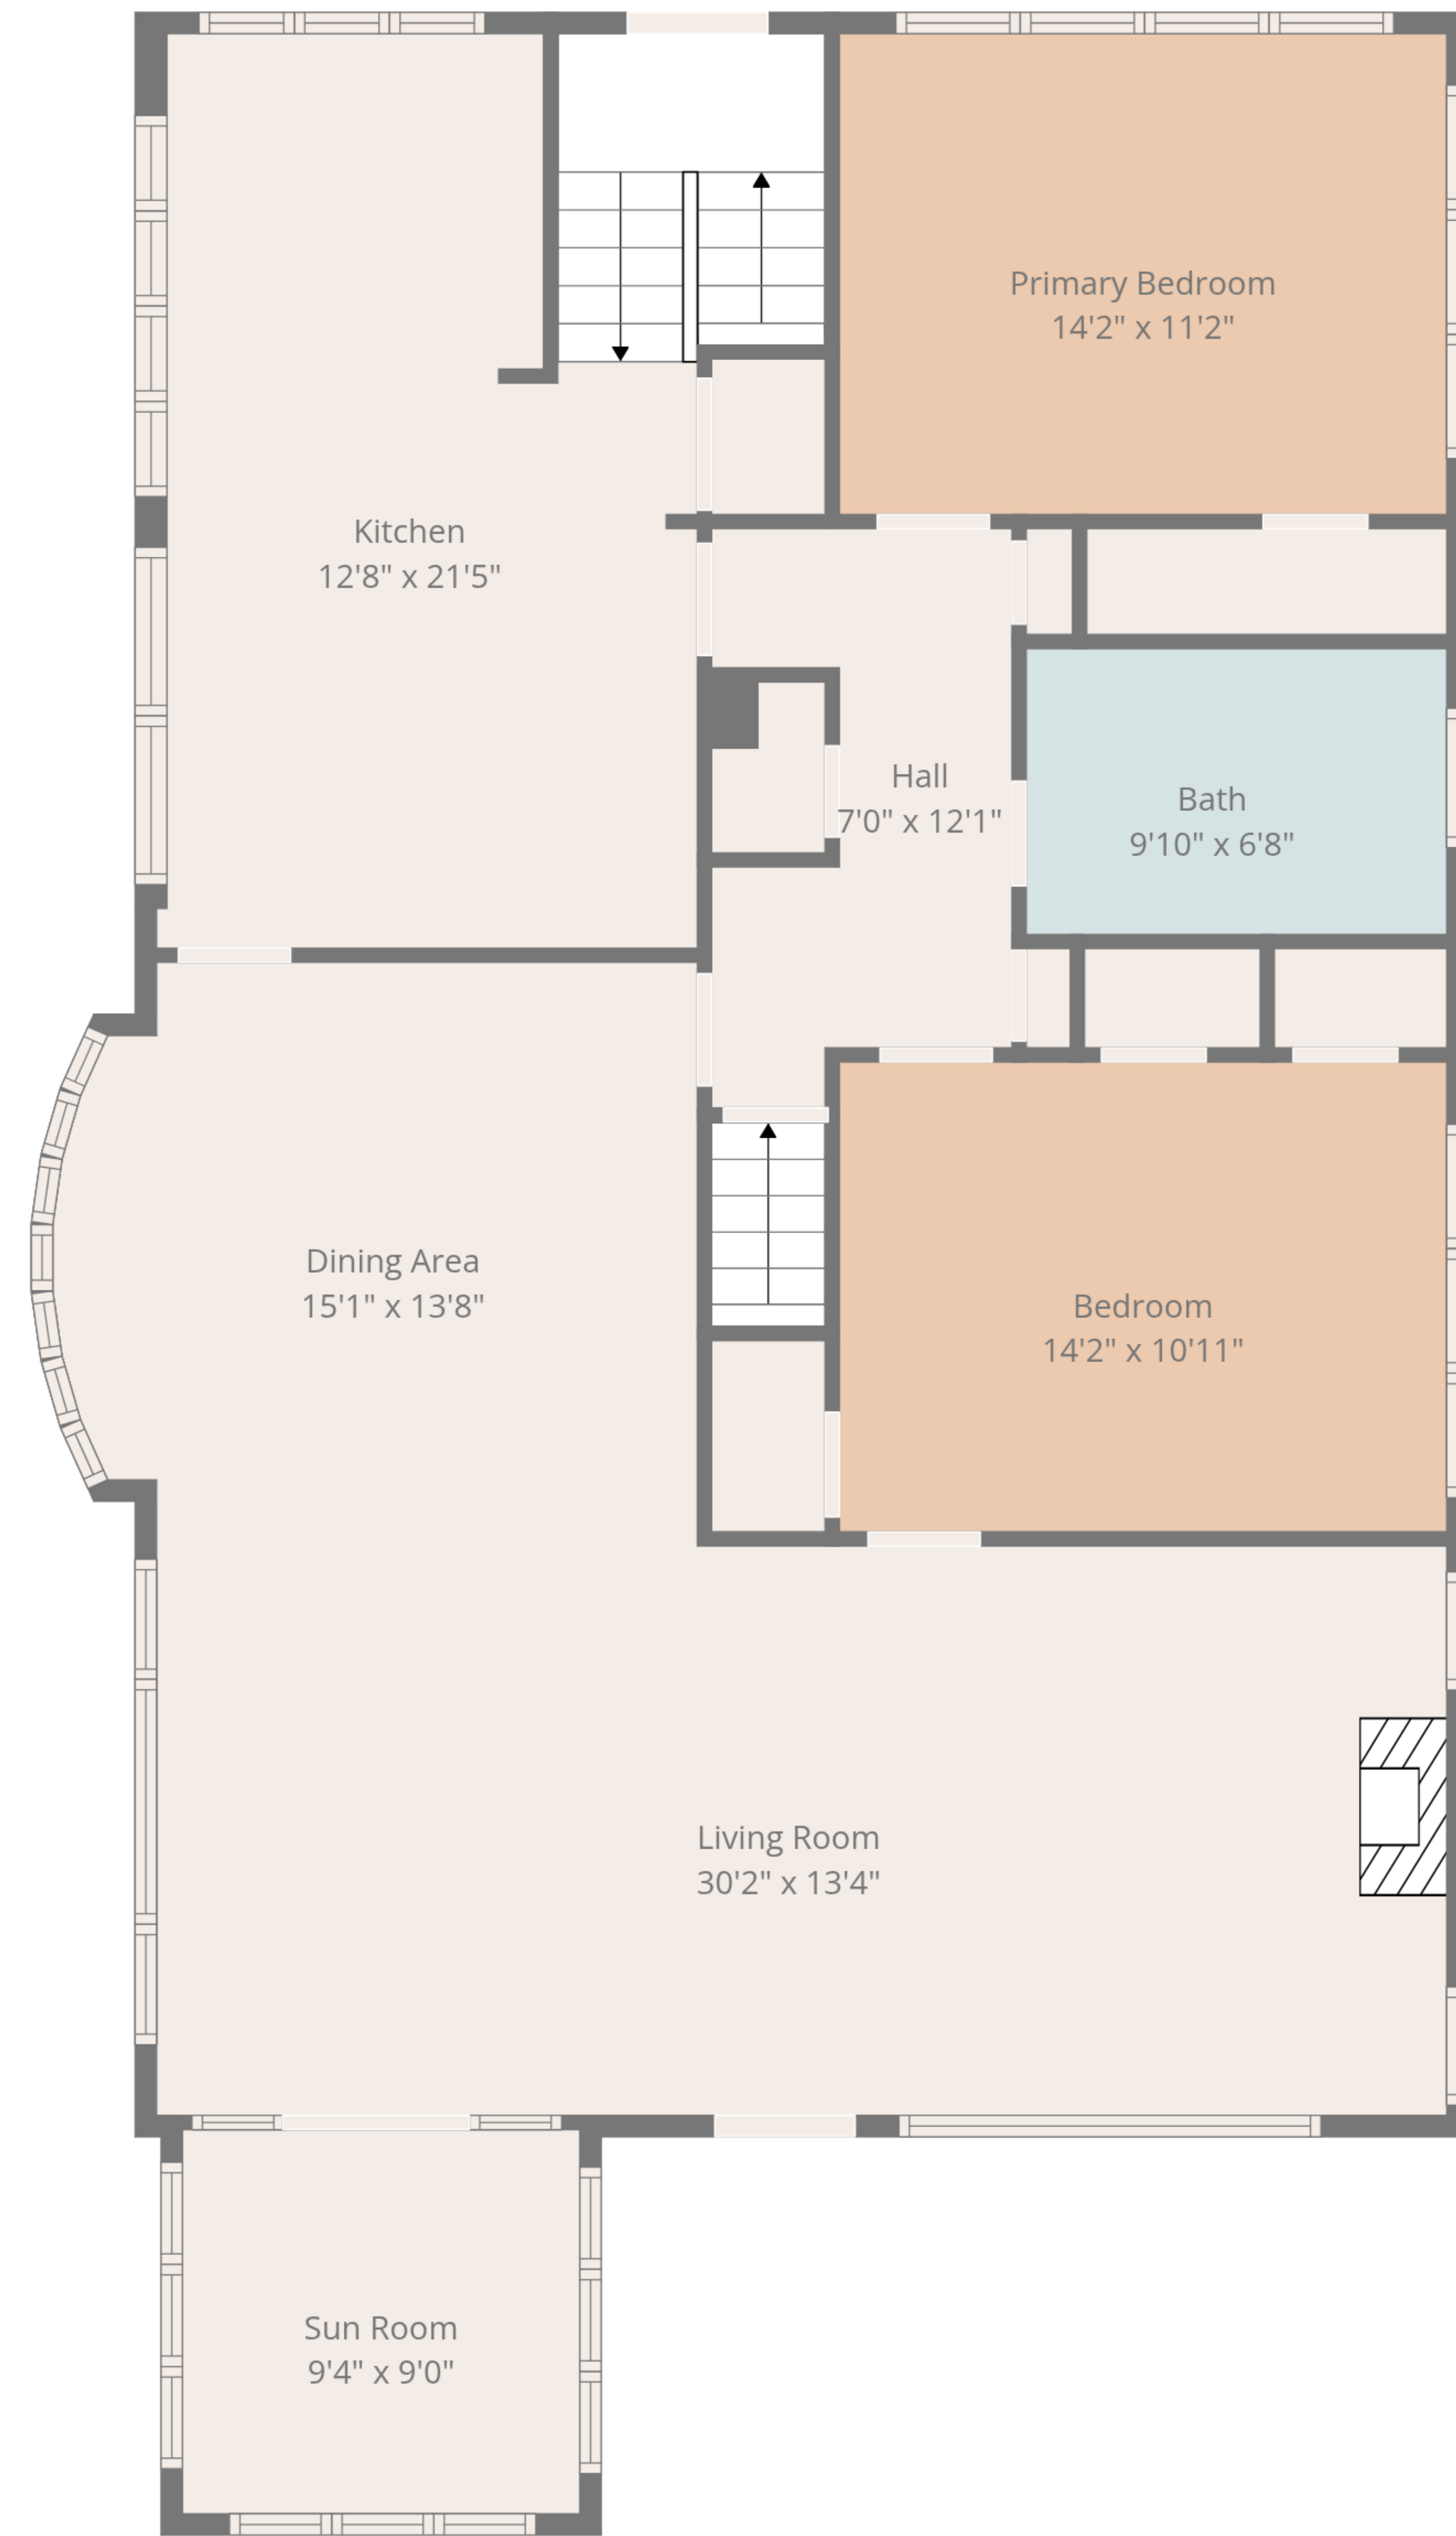 Primary Bedroom
14'2" x 11'2"
Kitchen
12'8" x 21'5"
Hall
7'0" x 12'1"
Bath
9'10" x 6'8"
Dining Area
15'1" x 13'8"
Bedroom
14'2" x 10'11"
Living Room
30'2" x 13'4"
Sun Room
9'4" x 9'0"